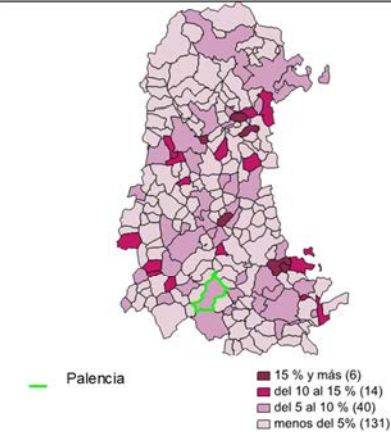 Palencia
15 % y más (6)
del 10 al 15 % (14)
del 5 al 10 % (40)
menos del 5% (131)